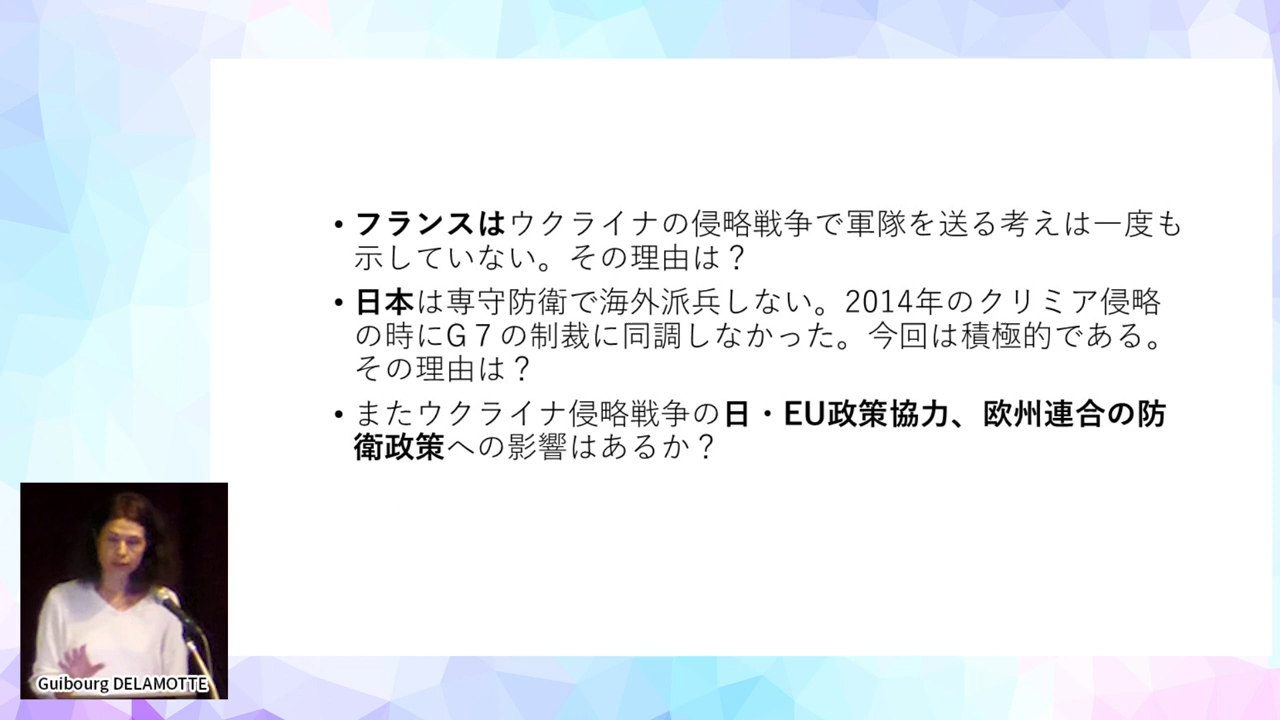 • フランスはウクライナの侵略戦争で軍隊を送る考えは一度も
示していない。その理由は？
• 日本は専守防衛で海外派兵しない。2014年のクリミア侵略
の時にG７の制裁に同調しなかった。今回は積極的である。
その理由は？
• またウクライナ侵略戦争の日・EU政策協力、欧州連合の防
衛政策への影響はあるか？
Guibourg DELAMOTTE